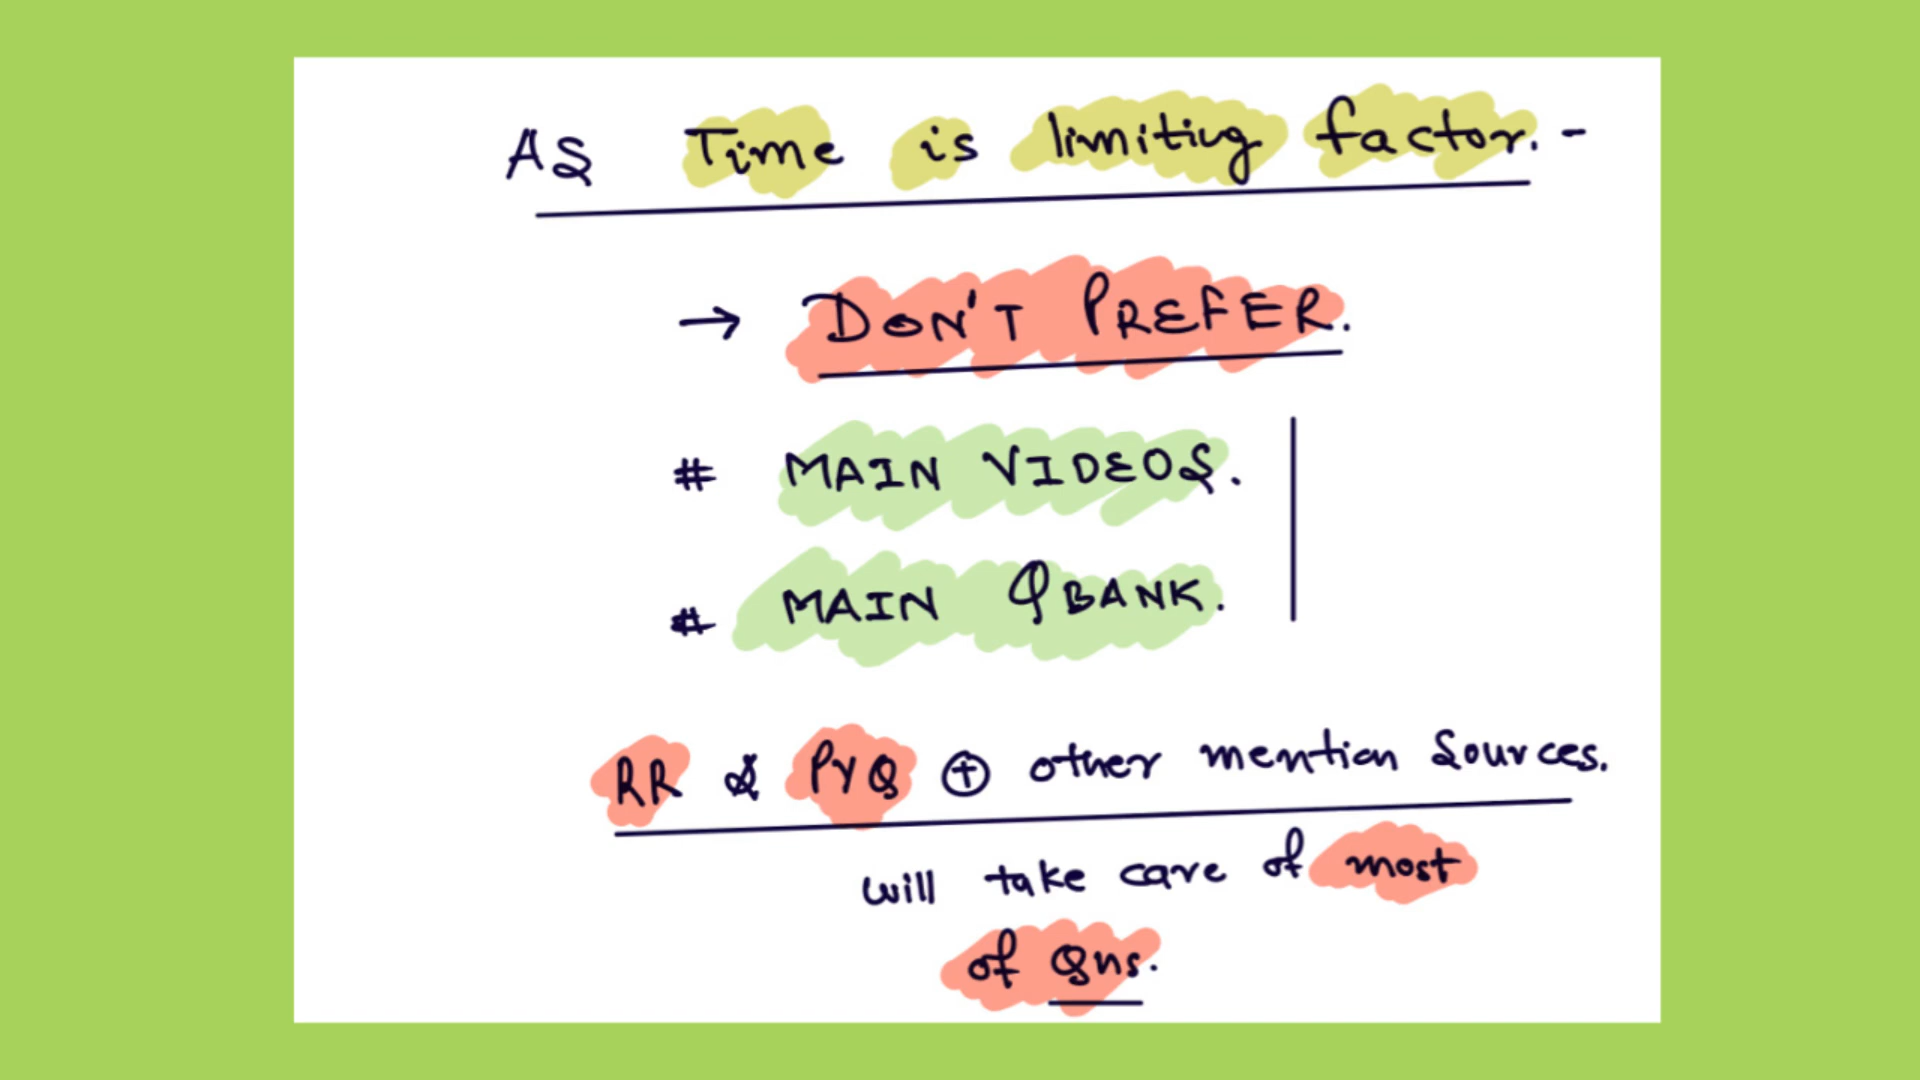 As Time is limiting factor. -
→ DON'T PREFER.
# MAIN VIDEOS.
# MAIN QBANK.
RR & PYQ ⊕ other mention Sources.
will take care of most
of Qns.